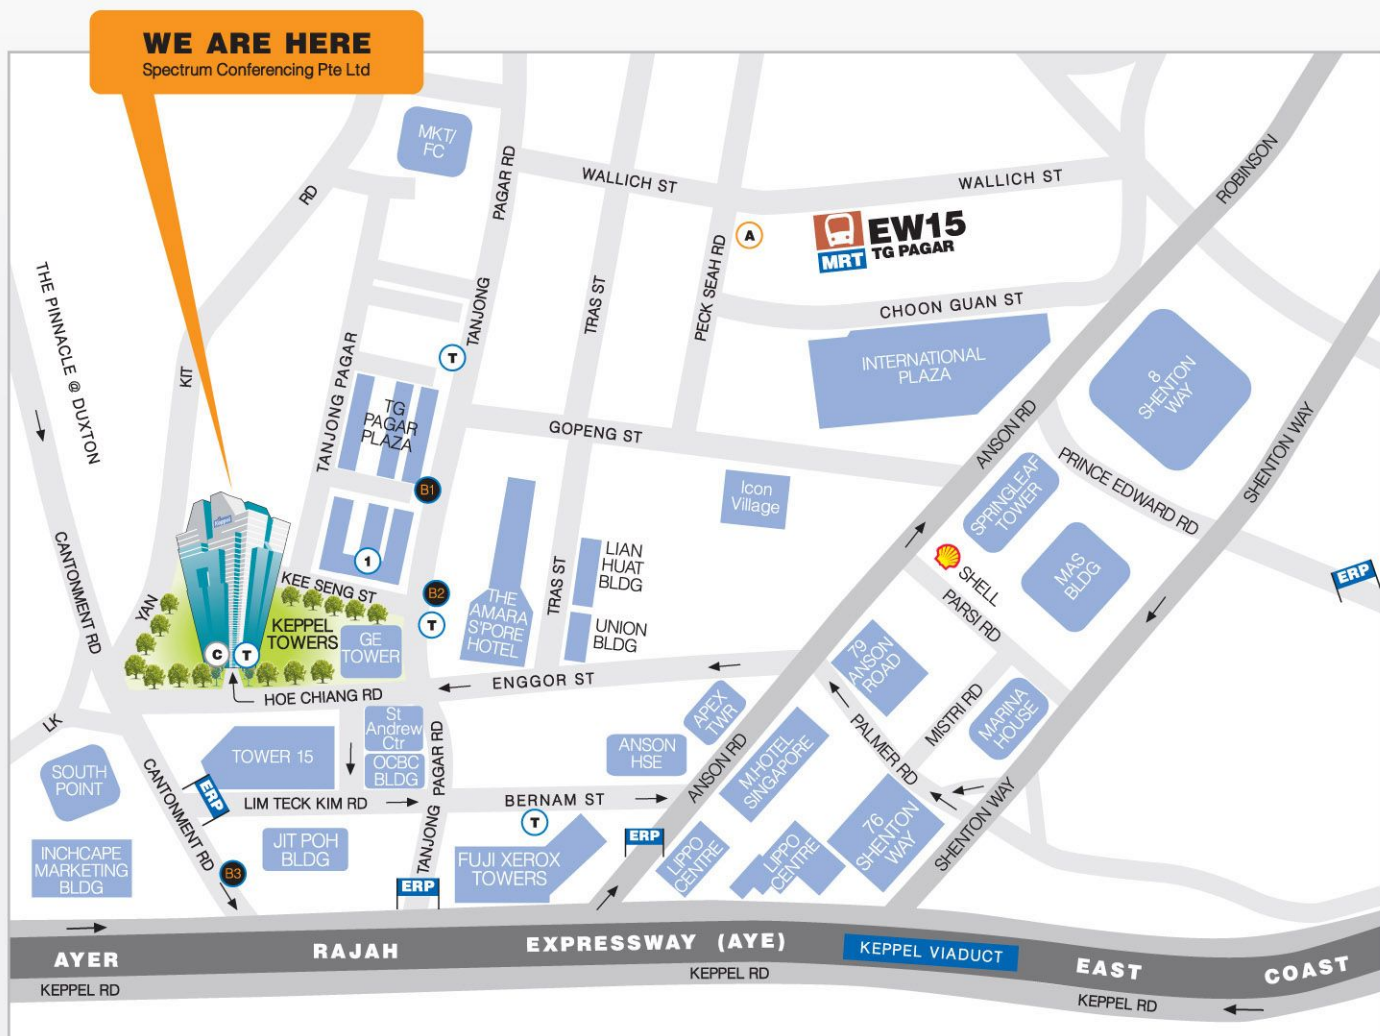 WE ARE HERE
Spectrum Conferencing Pte Ltd
MKT/
FC
RD
PAGAR RD
WALLICH ST
WALLICH ST
ROBINSON
A
EW15
MRT
TG PAGAR
THE PINNACLE @ DUXTON
KIT
TANJONG PAGAR
TANJONG
TRAS ST
PECK SEAH RD
CHOON GUAN ST
INTERNATIONAL
PLAZA
8
SHENTON
WAY
T
TG
PAGAR
PLAZA
GOPENG ST
ANSON RD
SHENTON WAY
PRINCE EDWARD RD
B1
Icon
Village
SPRINGLEAF
TOWER
1
LIAN
HUAT
BLDG
SHELL
MAS
BLDG
ERP
CANTONMENT RD
YAN
KEE SENG ST
B2
T
KEPPEL
TOWERS
GE
TOWER
THE
AMARA
S'PORE
HOTEL
TRAS ST
UNION
BLDG
PARSI RD
79
ANSON
ROAD
C
T
HOE CHIANG RD
ENGGOR ST
LK
St
Andrew
Ctr
OCBC
BLDG
APEX
TWR
ANSON
HSE
ANSON RD
M.HOTEL
SINGAPORE
PALMER RD
MISTRI RD
MARINA
HOUSE
SOUTH
POINT
CANTONMENT RD
TOWER 15
ERP
LIM TECK KIM RD
TANJONG PAGAR RD
BERNAM ST
T
SHENTON WAY
76
SHENTON
WAY
INCHCAPE
MARKETING
BLDG
B3
JIT POH
BLDG
ERP
FUJI XEROX
TOWERS
ERP
LIPPO
CENTRE
LIPPO
CENTRE
AYER RAJAH EXPRESSWAY (AYE)
KEPPEL VIADUCT
EAST COAST
KEPPEL RD
KEPPEL RD
KEPPEL RD